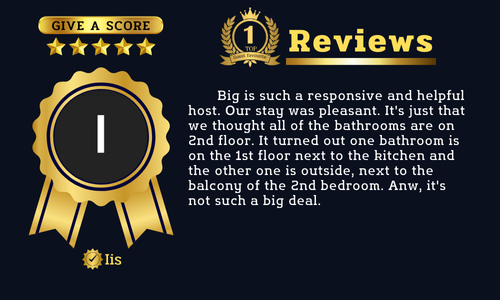 GIVE A SCORE
1
TOP
Reviews
I
Big is such a responsive and helpful
host. Our stay was pleasant. It's just that
we thought all of the bathrooms are on
2nd floor. It turned out one bathroom is
on the 1st floor next to the kitchen and
the other one is outside, next to the
balcony of the 2nd bedroom. Anw, it's
not such a big deal.
Iis